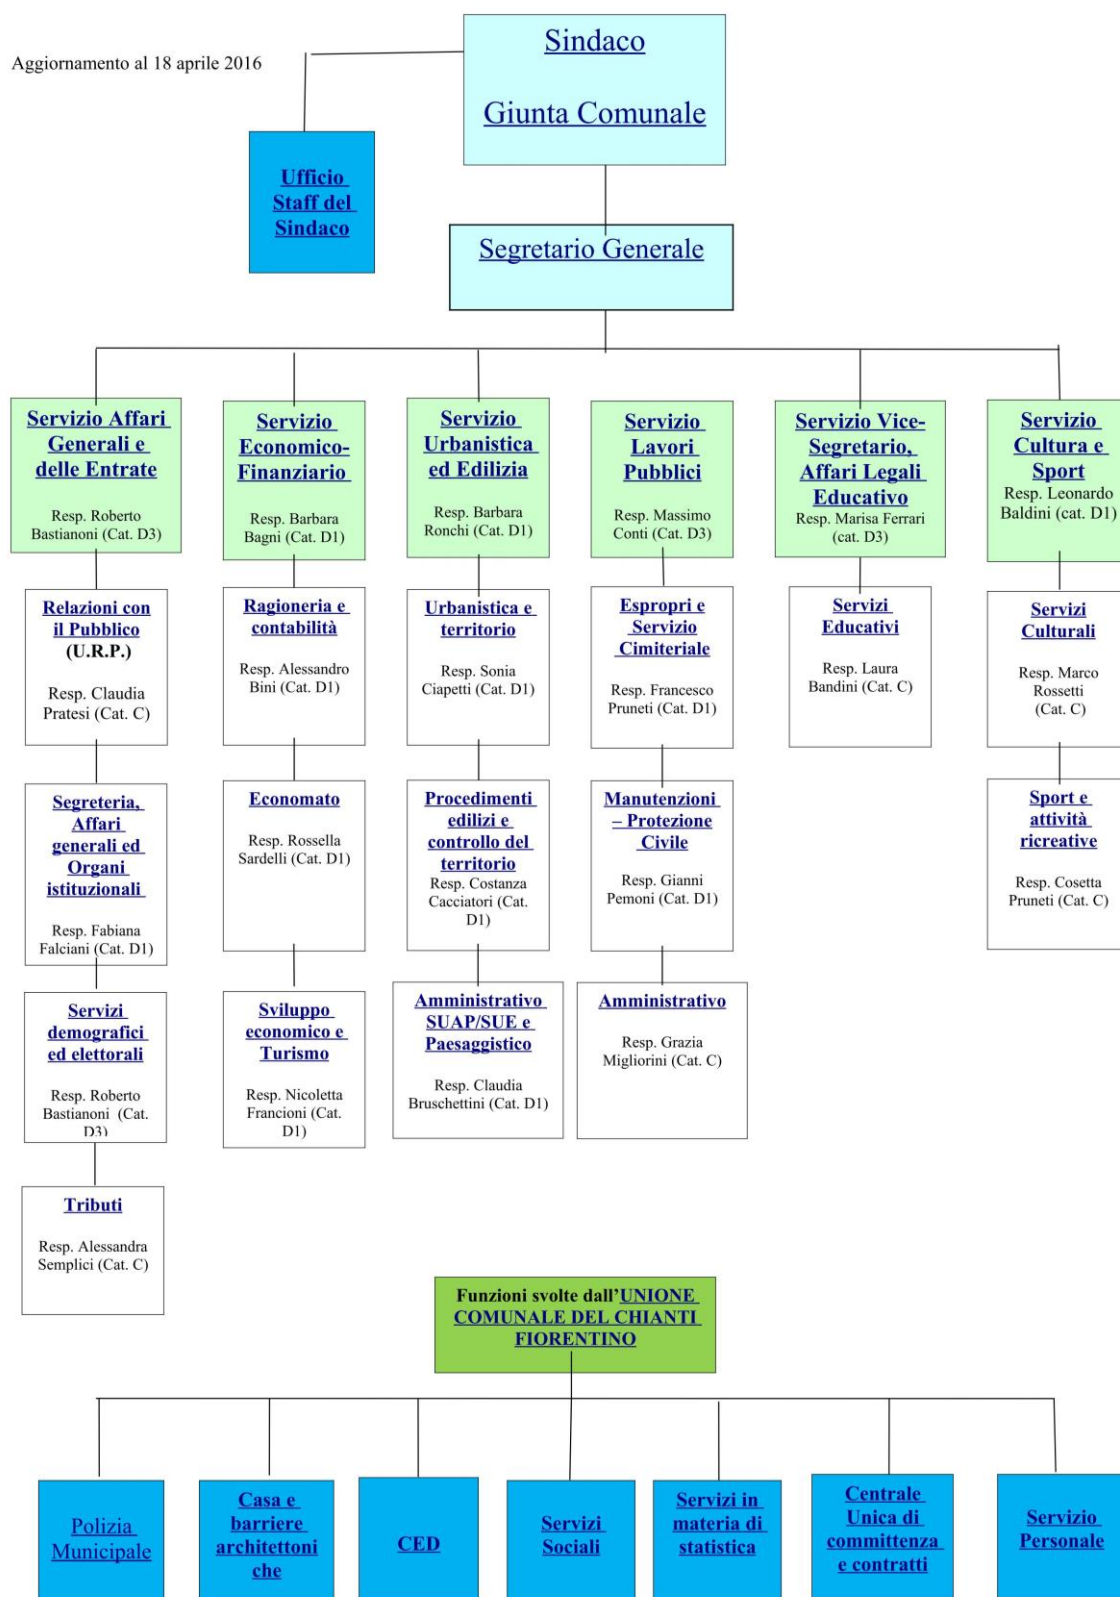 Aggiornamento al 18 aprile 2016
Sindaco
Giunta Comunale
Ufficio
Staff del
Sindaco
Segretario Generale
Servizio Affari
Generali e
delle Entrate
Resp. Roberto
Bastianoni (Cat. D3)
Servizio
Economico-
Finanziario
Resp. Barbara
Bagni (Cat. D1)
Servizio
Urbanistica
ed Edilizia
Resp. Barbara
Ronchi (Cat. D1)
Servizio
Lavori
Pubblici
Resp. Massimo
Conti (Cat. D3)
Servizio Vice-
Segretario,
Affari Legali
Educativo
Resp. Marisa Ferrari
(cat. D3)
Servizio
Cultura e
Sport
Resp. Leonardo
Baldini (cat. D1)
Relazioni con
il Pubblico
(U.R.P.)
Resp. Claudia
Pratesi (Cat. C)
Ragioneria e
contabilità
Resp. Alessandro
Bini (Cat. D1)
Urbanistica e
territorio
Resp. Sonia
Ciapetti (Cat. D1)
Espropri e
Servizio
Cimiteriale
Resp. Francesco
Pruneti (Cat. D1)
Servizi
Educativi
Resp. Laura
Bandini (Cat. C)
Servizi
Culturali
Resp. Marco
Rossetti
(Cat. C)
Segreteria,
Affari
generali ed
Organi
istituzionali
Resp. Fabiana
Falciani (Cat. D1)
Economato
Resp. Rossella
Sardelli (Cat. D1)
Procedimenti
edilizi e
controllo del
territorio
Resp. Costanza
Cacciatori (Cat.
D1)
Manutenzioni
– Protezione
Civile
Resp. Gianni
Pemoni (Cat. D1)
Sport e
attività
ricreative
Resp. Cosetta
Pruneti (Cat. C)
Servizi
demografici
ed elettorali
Resp. Roberto
Bastianoni (Cat.
D3)
Sviluppo
economico e
Turismo
Resp. Nicoletta
Francioni (Cat.
D1)
Amministrativo
SUAP/SUE e
Paesaggistico
Resp. Claudia
Bruschettini (Cat. D1)
Amministrativo
Resp. Grazia
Migliorini (Cat. C)
Tributi
Resp. Alessandra
Semplici (Cat. C)
Funzioni svolte dall’UNIONE
COMUNALE DEL CHIANTI
FIORENTINO
Polizia
Municipale
Casa e
barriere
architettoni
che
CED
Servizi
Sociali
Servizi in
materia di
statistica
Centrale
Unica di
committenza
e contratti
Servizio
Personale